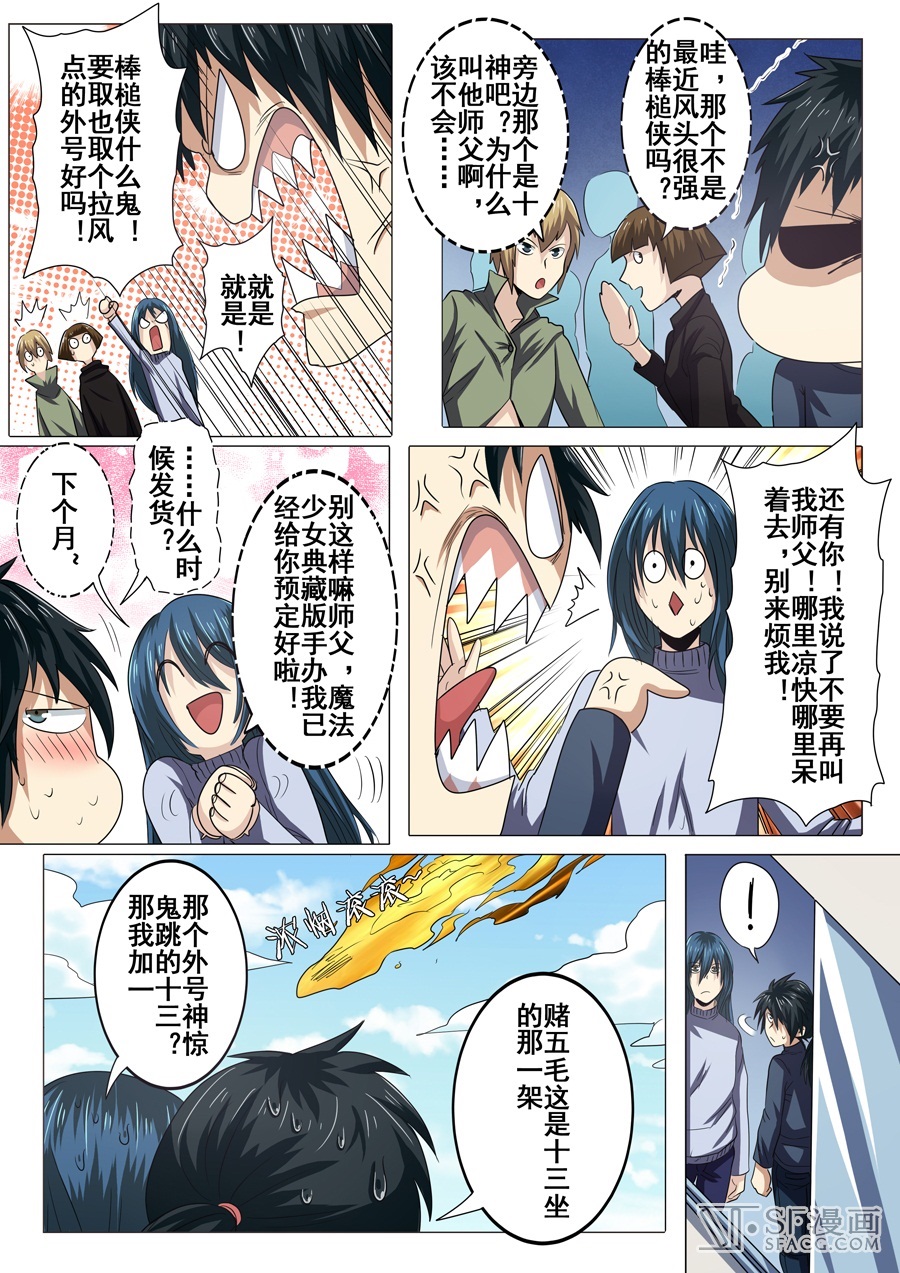 哇，那个不是
最近风头很强
的棒槌侠吗？
旁边那个是十
神吧？为什么
叫他师父啊，
该不会……
棒槌侠什么鬼！
要取也取个拉风
点的外号好吗！
就是
就是！
还有你！我说了不要再叫
我师父！哪里凉快哪里呆
着去，别来烦我！
别这样嘛师父，魔法
少女典藏版手办我已
经给你预定好啦！
……什么时
候发货？
下个月~
！
浓烟滚滚~
赌五毛这是十三坐
的那一架
那个外号神惊
鬼跳的十三？
那我加一
SF漫画
SFACG.COM